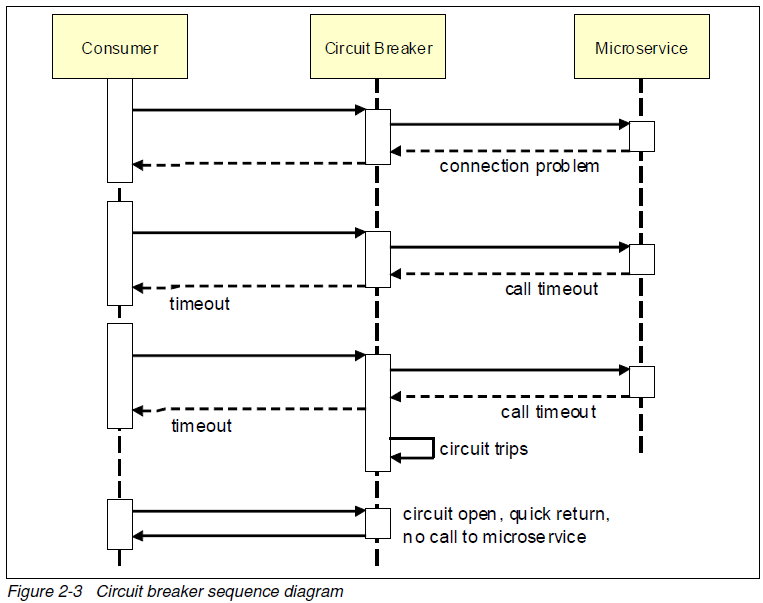 Consumer
Circuit Breaker
Microservice
connection problem
timeout
call timeout
timeout
call timeout
circuit trips
circuit open, quick return,
no call to microservice
Figure 2-3 Circuit breaker sequence diagram